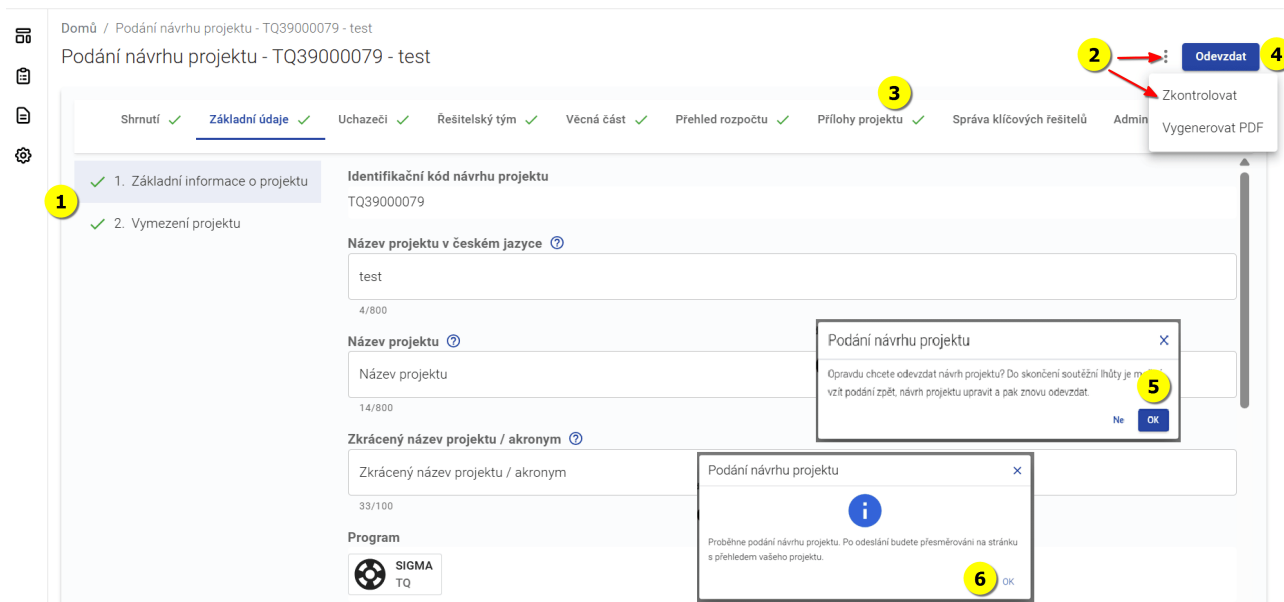 Domů / Podání návrhu projektu - TQ39000079 - test
Podání návrhu projektu - TQ39000079 - test
2
Odevzdat
4
Zkontrolovat
Vygenerovat PDF
3
Shrnutí
Základní údaje
Uchazeči
Řešitelský tým
Věcná část
Přehled rozpočtu
Přílohy projektu
Správa klíčových řešitelů
Admin
1
1. Základní informace o projektu
2. Vymezení projektu
Identifikační kód návrhu projektu
TQ39000079
Název projektu v českém jazyce ?
test
4/800
Název projektu ?
Název projektu
14/800
Zkrácený název projektu / akronym ?
Zkrácený název projektu / akronym
33/100
Program
SIGMA
TQ
Podání návrhu projektu
Opravdu chcete odevzdat návrh projektu? Do skončení soutěžní lhůty je
vzít podání zpět, návrh projektu upravit a pak znovu odevzdat.
5
Ne
OK
Podání návrhu projektu
i
Proběhne podání návrhu projektu. Po odeslání budete přesměrováni na stránku
s přehledem vašeho projektu.
6
OK